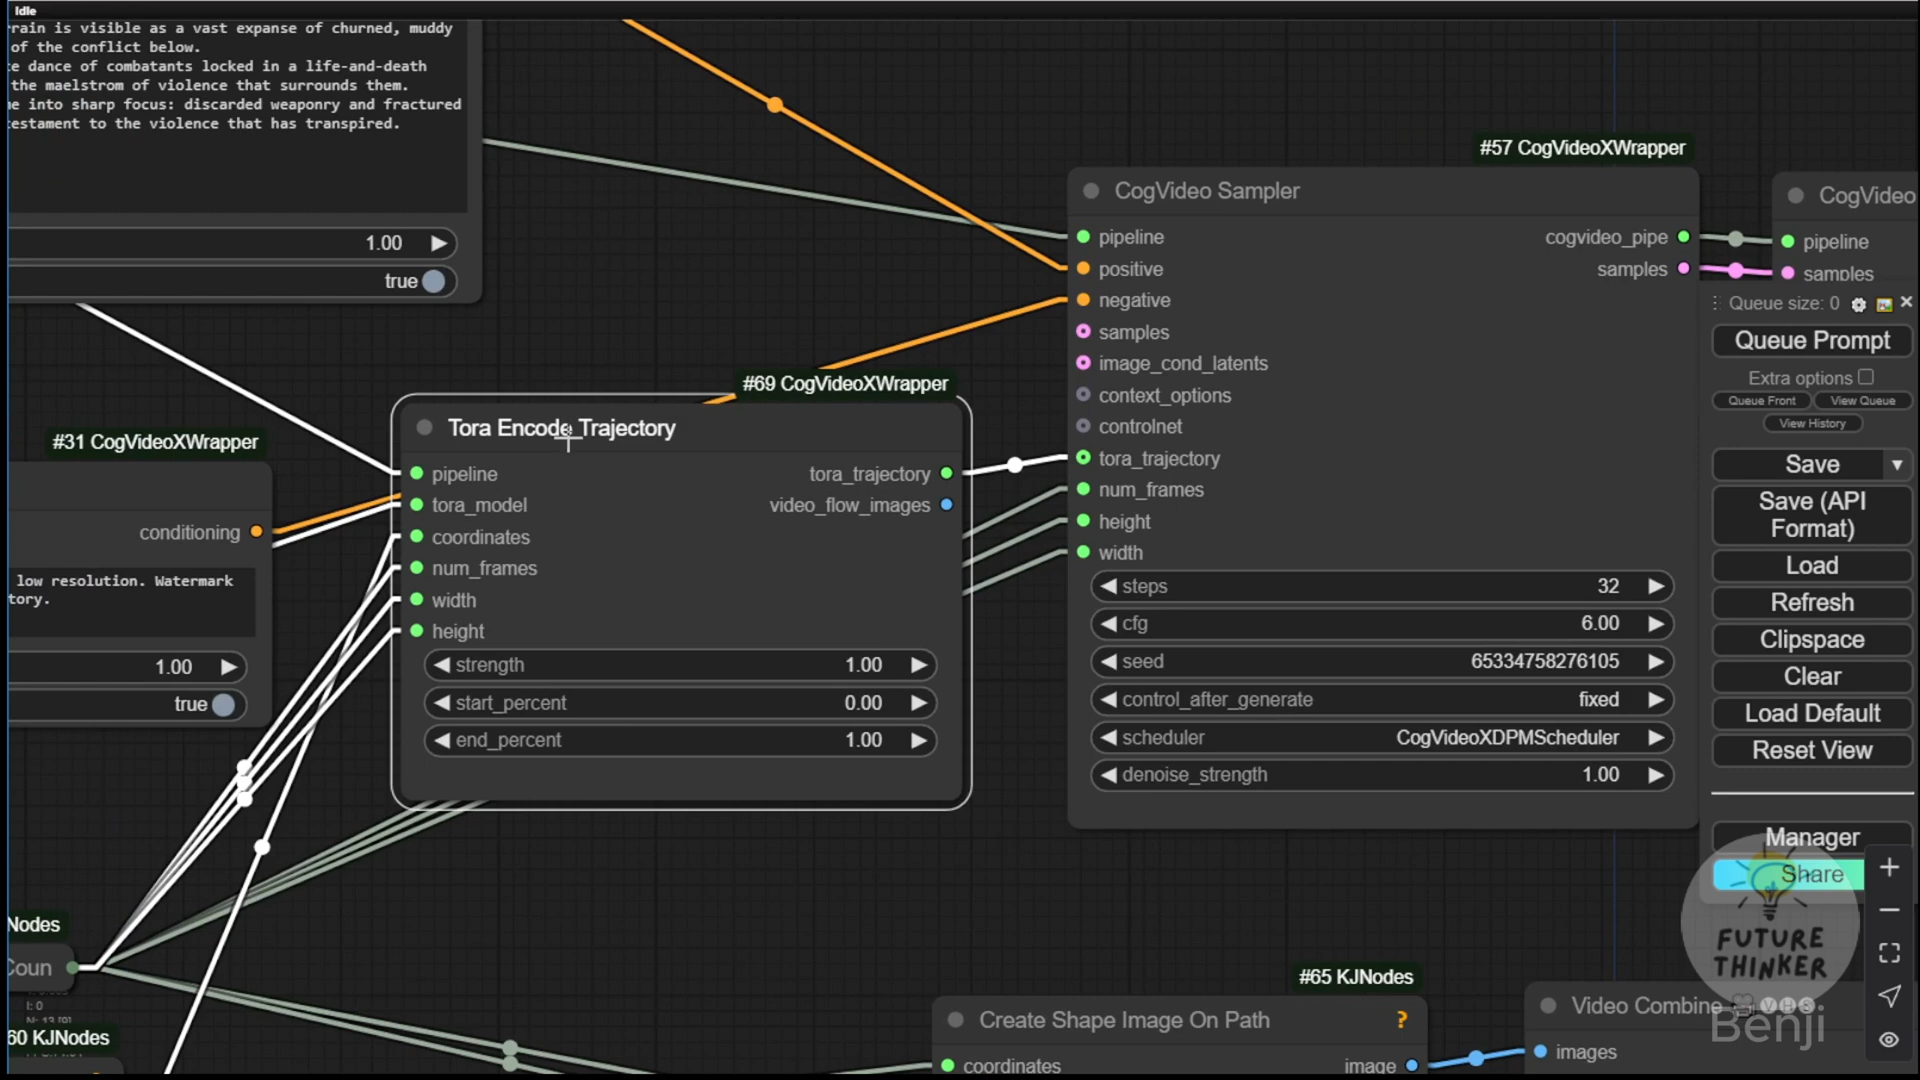 Idle
rrain is visible as a vast expanse of churned, muddy
of the conflict below.
e dance of combatants locked in a life-and-death
the maelstrom of violence that surrounds them.
e into sharp focus: discarded weaponry and fractured
testament to the violence that has transpired.
1.00
true
#57 CogVideoXWrapper
CogVideo Sampler
pipeline
positive
negative
samples
image_cond_latents
context_options
controlnet
tora_trajectory
num_frames
height
width
cogvideo_pipe
samples
steps 32
cfg 6.00
seed 65334758276105
control_after_generate fixed
scheduler CogVideoXDPMScheduler
denoise_strength 1.00
CogVideo
pipeline
samples
#69 CogVideoXWrapper
Tora Encode Trajectory
pipeline
tora_model
coordinates
num_frames
width
height
tora_trajectory
video_flow_images
strength 1.00
start_percent 0.00
end_percent 1.00
#31 CogVideoXWrapper
conditioning
low resolution. Watermark
tory.
1.00
true
Queue size: 0
Queue Prompt
Extra options
Queue Front
View Queue
View History
Save
Save (API
Format)
Load
Refresh
Clipspace
Clear
Load Default
Reset View
Manager
Share
FUTURE
THINKER
Benji
Nodes
Coun
I: 0
N: 13 [9]
60 KJNodes
#65 KJNodes
Create Shape Image On Path ?
coordinates
image
Video Combine VHS
images